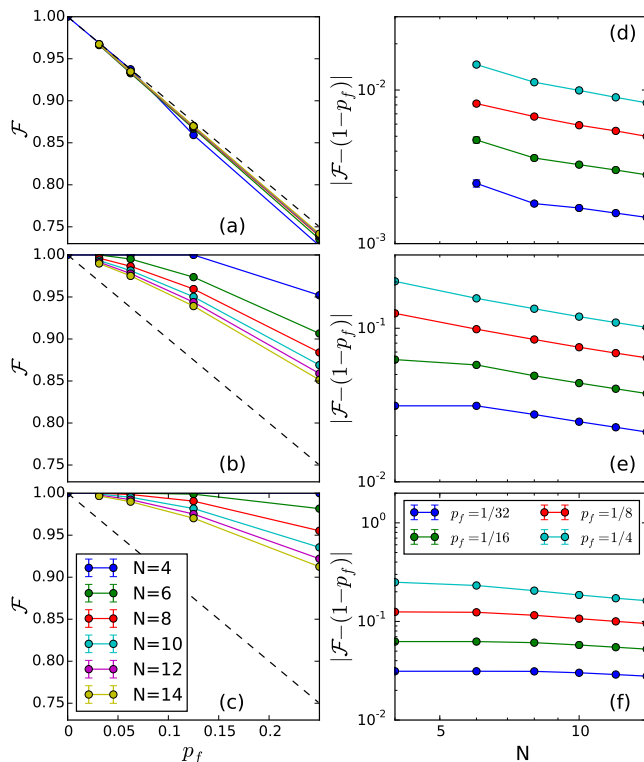 1.00
0.95
0.90
0.85
0.80
0.75
ℱ
(a)
10⁻²
10⁻³
|ℱ−(1−p_f)|
(d)
1.00
0.95
0.90
0.85
0.80
0.75
ℱ
(b)
10⁻¹
10⁻²
|ℱ−(1−p_f)|
(e)
1.00
0.95
0.90
0.85
0.80
0.75
ℱ
N=4
N=6
N=8
N=10
N=12
N=14
(c)
0
0.05
0.1
0.15
0.2
p_f
10⁰
10⁻¹
10⁻²
|ℱ−(1−p_f)|
p_f=1/32
p_f=1/16
p_f=1/8
p_f=1/4
(f)
5
10
N